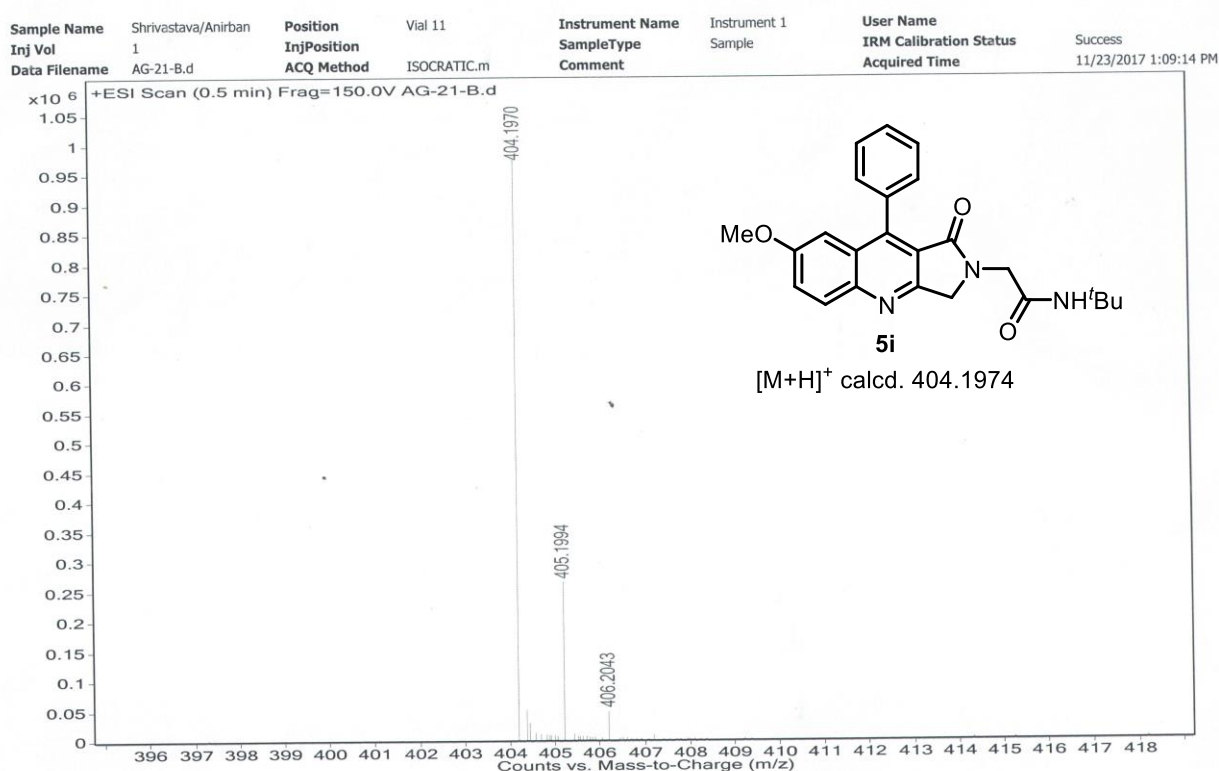 Sample Name Shrivastava/Anirban Position Vial 11 Instrument Name Instrument 1 User Name
Inj Vol 1 InjPosition SampleType Sample IRM Calibration Status Success
Data Filename AG-21-B.d ACQ Method ISOCRATIC.m Comment Acquired Time 11/23/2017 1:09:14 PM
x10 6 +ESI Scan (0.5 min) Frag=150.0V AG-21-B.d
1.05
1
0.95
0.9
0.85
0.8
0.75
0.7
0.65
0.6
0.55
0.5
0.45
0.4
0.35
0.3
0.25
0.2
0.15
0.1
0.05
0
404.1970
405.1994
406.2043
O
MeO
N
N
O
NHᵗBu
5i
[M+H]⁺ calcd. 404.1974
396 397 398 399 400 401 402 403 404 405 406 407 408 409 410 411 412 413 414 415 416 417 418
Counts vs. Mass-to-Charge (m/z)